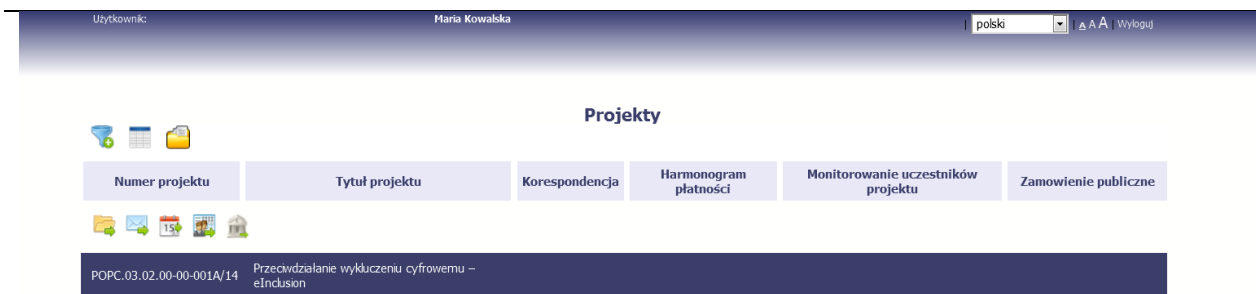 Użytkownik: Maria Kowalska | polski | A A A | Wyloguj
Projekty
Numer projektu Tytuł projektu Korespondencja Harmonogram płatności Monitorowanie uczestników projektu Zamowienie publiczne
15
POPC.03.02.00-00-001A/14 Przeciwdziałanie wykluczeniu cyfrowemu –
eInclusion